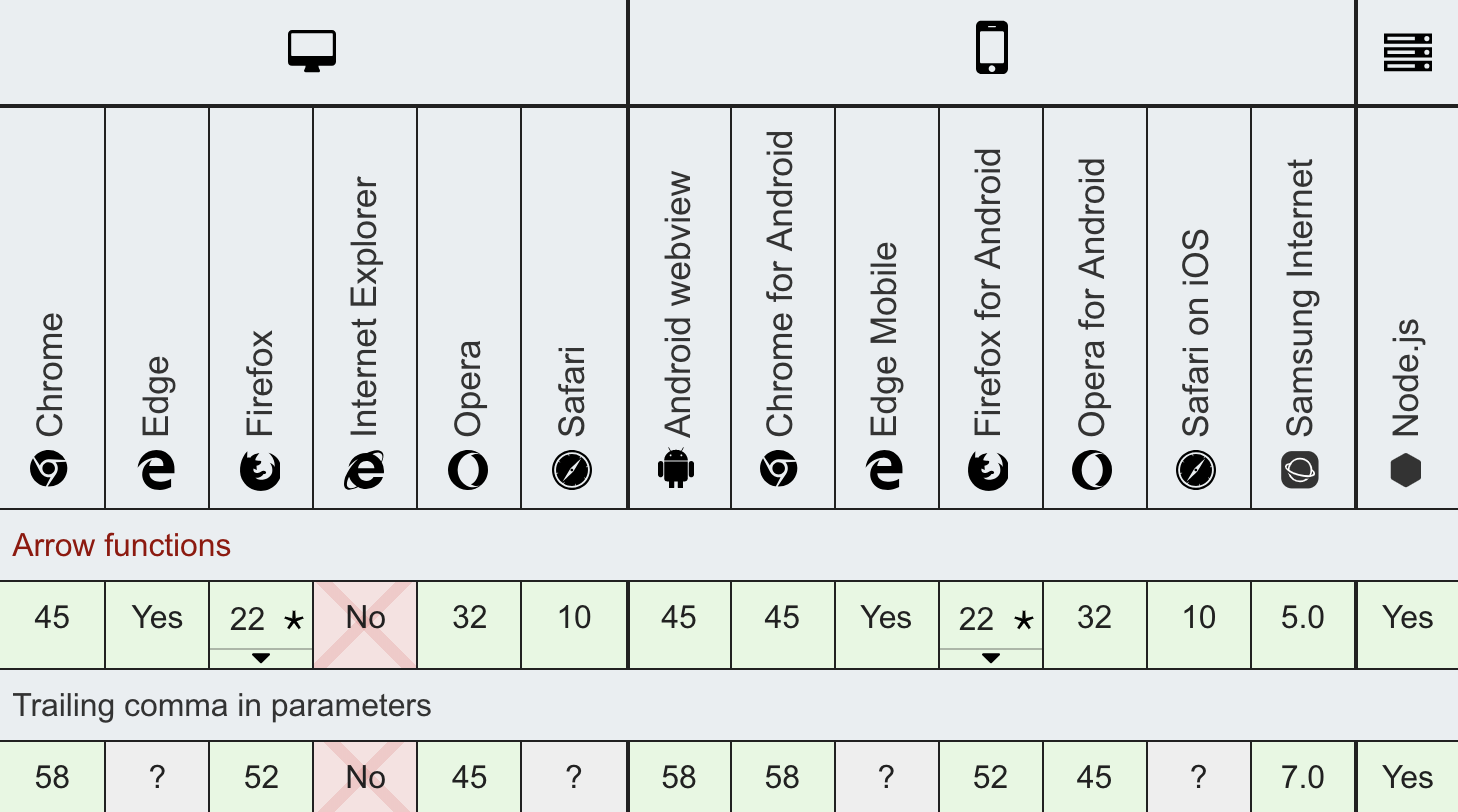 Chrome
Edge
Firefox
Internet Explorer
Opera
Safari
Android webview
Chrome for Android
Edge Mobile
Firefox for Android
Opera for Android
Safari on iOS
Samsung Internet
Node.js
Arrow functions
45 Yes 22 * No 32 10 45 45 Yes 22 * 32 10 5.0 Yes
Trailing comma in parameters
58 ? 52 No 45 ? 58 58 ? 52 45 ? 7.0 Yes